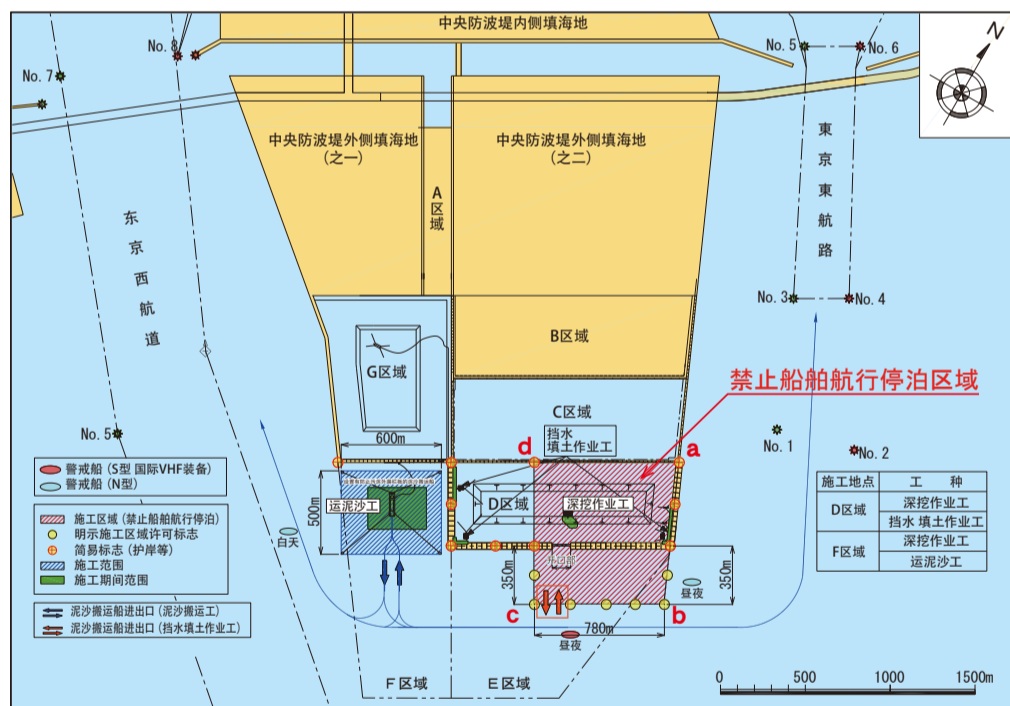 中央防波堤内侧填海地
No. 8
No. 7
No. 5
No. 6
N
中央防波堤外侧填海地
(之一)
中央防波堤外侧填海地
(之二)
A区域
東京東航路
东京西航道
No. 3
No. 4
B区域
G区域
禁止船舶航行停泊区域
C区域
600m
d
挡水
填土作业工
a
No. 5
No. 1
No. 2
警戒船 (S型 国际VHF装备)
警戒船 (N型)
施工区域 (禁止船舶航行停泊)
明示施工区域许可标志
简易标志 (护岸等)
施工范围
施工期间范围
泥沙搬运船进出口 (泥沙搬运工)
泥沙搬运船进出口 (挡水填土作业工)
白天
500m
运泥沙工
D区域
深挖作业工
施工地点
工 种
D区域
深挖作业工
挡水 填土作业工
F区域
深挖作业工
运泥沙工
350m
350m
昼夜
c
b
780m
昼夜
F区域
E区域
0
500
1000
1500m